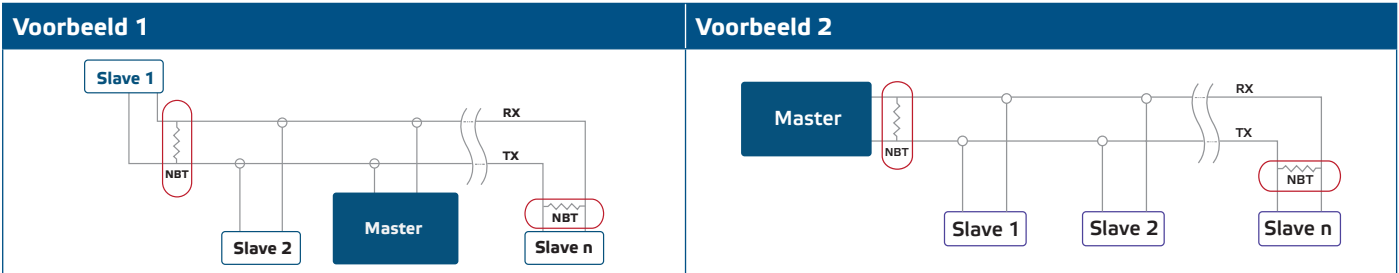 Voorbeeld 1
Slave 1
RX
TX
NBT
NBT
Slave 2
Master
Slave n
Voorbeeld 2
Master
RX
TX
NBT
NBT
Slave 1
Slave 2
Slave n